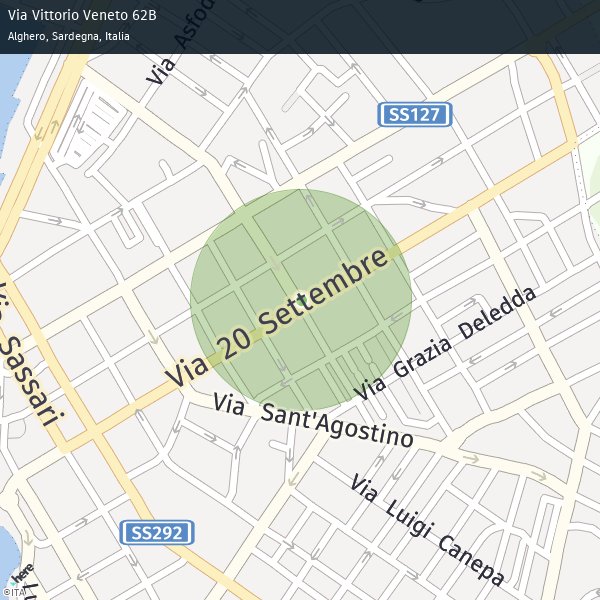 Via Vittorio Veneto 62B
Alghero, Sardegna, Italia
Via Asfod
SS127
Via 20 Settembre
Via Sassari
Via Grazia Deledda
Via Sant'Agostino
Via Luigi Canepa
SS292
here
©ITA